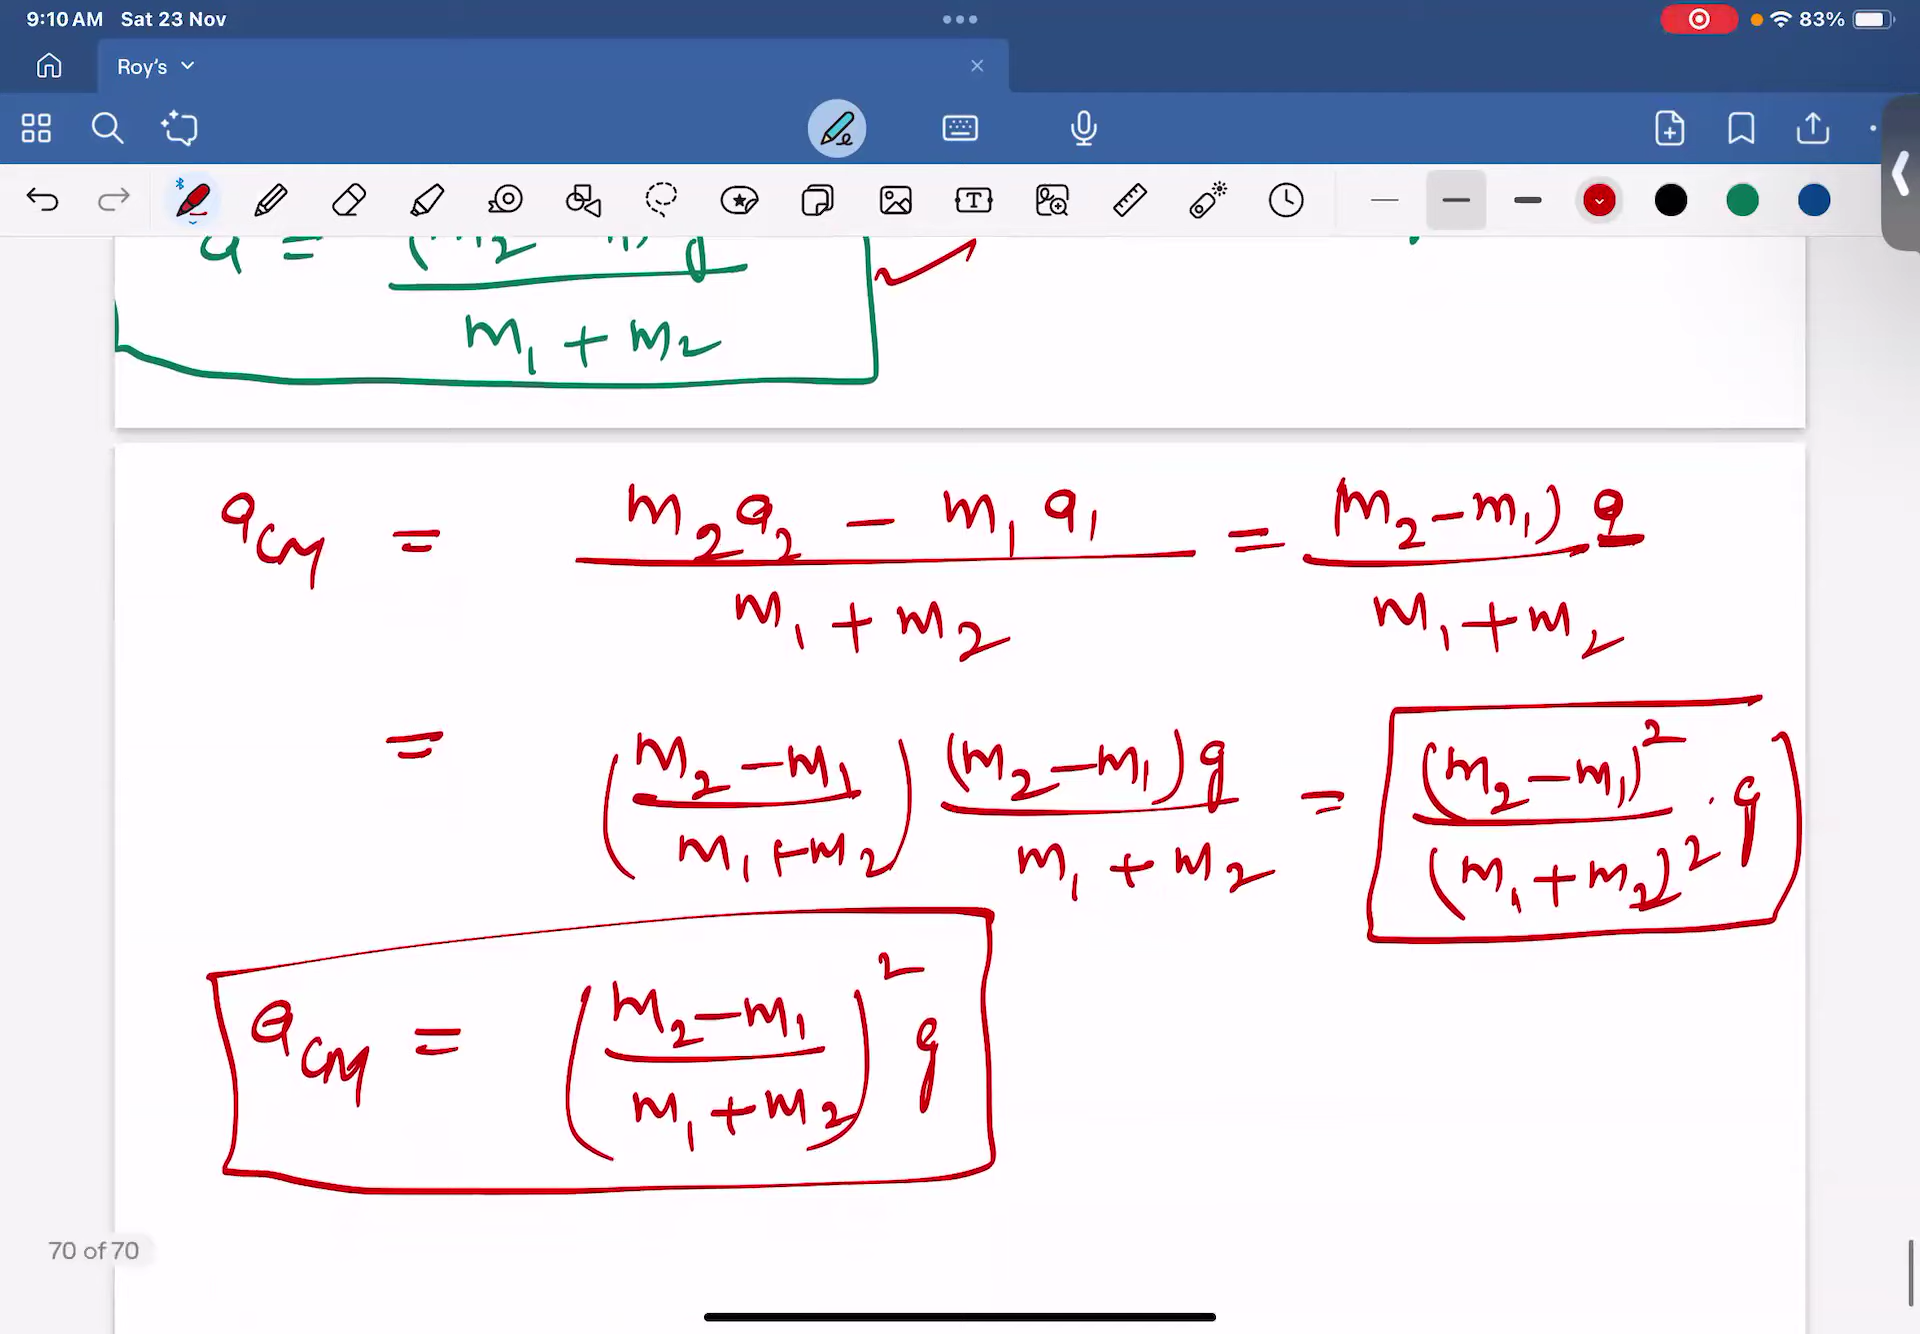 9:10 AM Sat 23 Nov
83%
Roy's
a = (m₂ - m₁) g / (m₁ + m₂)
a_CM = (m₂a₂ - m₁a₁) / (m₁ + m₂) = (m₂ - m₁) a / (m₁ + m₂)
= ((m₂ - m₁) / (m₁ + m₂)) (m₂ - m₁) g / (m₁ + m₂) = (m₂ - m₁)² / (m₁ + m₂)² · g
a_CM = ((m₂ - m₁) / (m₁ + m₂))² g
70 of 70